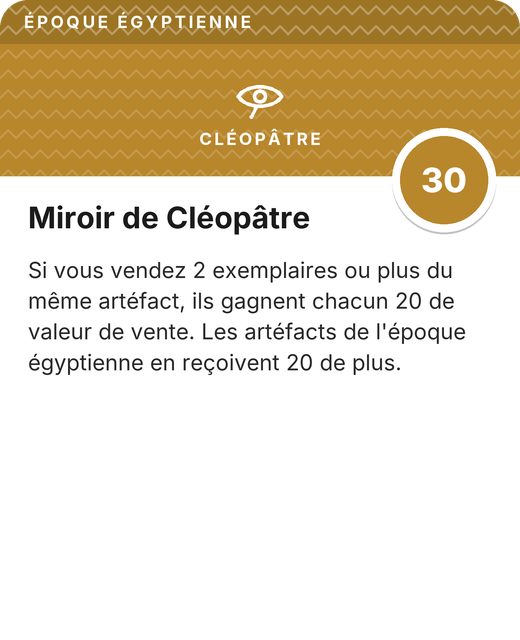 ÉPOQUE ÉGYPTIENNE
CLÉOPÂTRE
30
Miroir de Cléopâtre
Si vous vendez 2 exemplaires ou plus du
même artéfact, ils gagnent chacun 20 de
valeur de vente. Les artéfacts de l'époque
égyptienne en reçoivent 20 de plus.